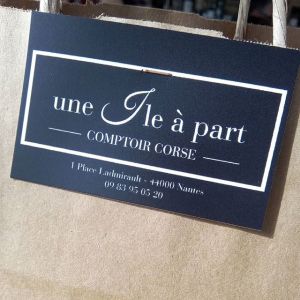 une Ile à part
COMPTOIR CORSE
1 Place Ladmirault - 44000 Nantes
09 83 95 05 20